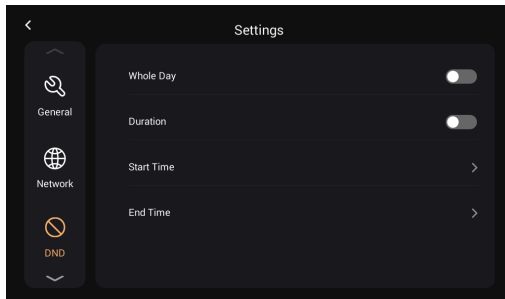 Settings
General
Network
DND
Whole Day
Duration
Start Time
End Time